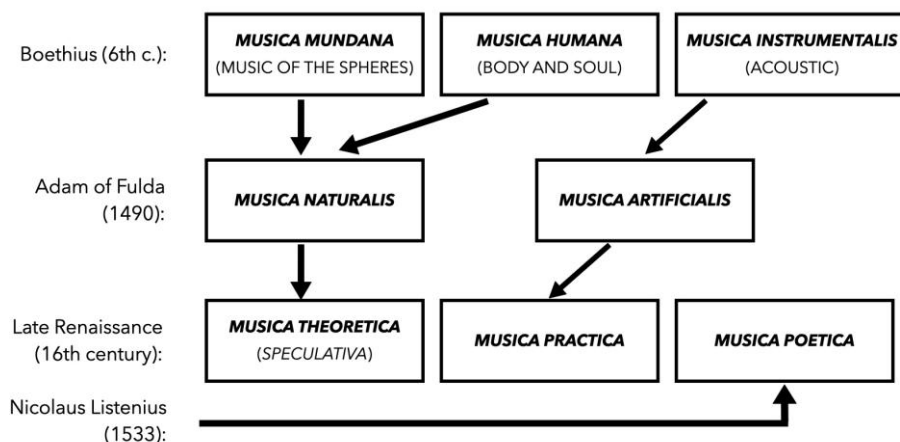 Boethius (6th c.):
MUSICA MUNDANA
(MUSIC OF THE SPHERES)
MUSICA HUMANA
(BODY AND SOUL)
MUSICA INSTRUMENTALIS
(ACOUSTIC)
Adam of Fulda
(1490):
MUSICA NATURALIS
MUSICA ARTIFICIALIS
Late Renaissance
(16th century):
MUSICA THEORETICA
(SPECULATIVA)
MUSICA PRACTICA
MUSICA POETICA
Nicolaus Listenius
(1533):